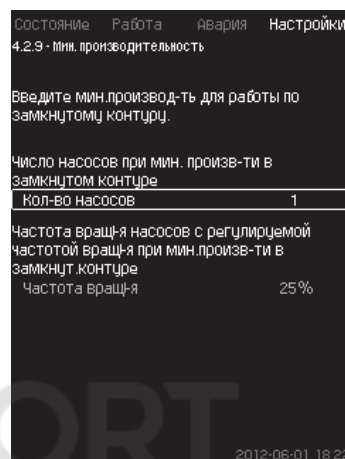 Состояние Работа Авария Настройки
4.2.9 - Мин. производительность
Введите мин.производ-ть для работы по
замкнутому контуру.
Число насосов при мин. произв-ти в
замкнутом контуре
Кол-во насосов 1
Частота вращ-я насосов с регулируемой
частотой вращ-я при мин.произв-ти в
замкнут.контуре
Частота вращ-я 25%
ORT
2012-06-01 18:22